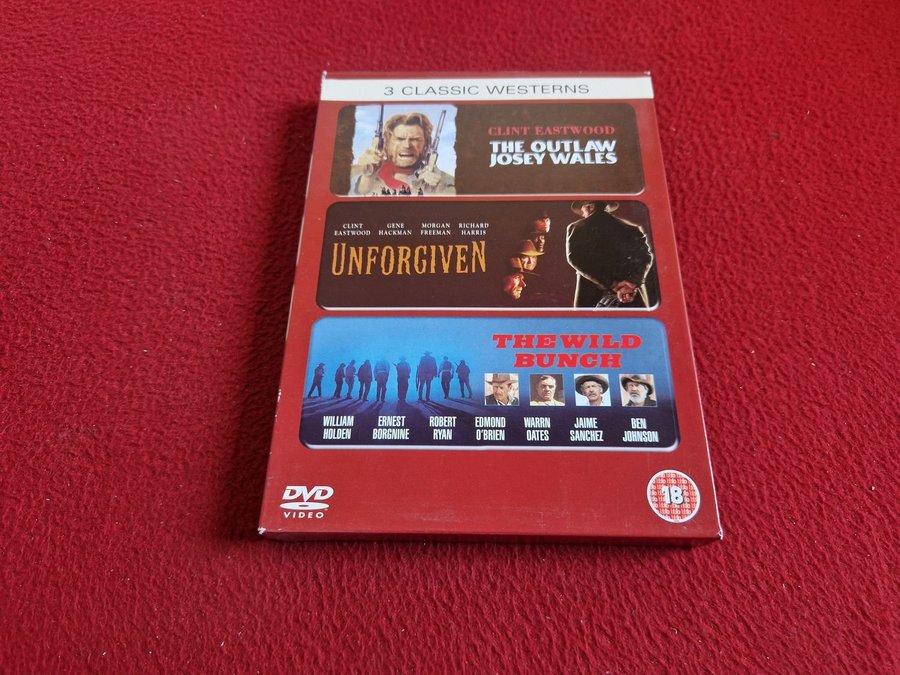 3 CLASSIC WESTERNS
CLINT EASTWOOD
THE OUTLAW
JOSEY WALES
CLINT EASTWOOD
GENE HACKMAN
MORGAN FREEMAN
RICHARD HARRIS
UNFORGIVEN
THE WILD
BUNCH
WILLIAM HOLDEN
ERNEST BORGNINE
ROBERT RYAN
EDMOND O'BRIEN
WARRN OATES
JAIME SANCHEZ
BEN JOHNSON
DVD
VIDEO
18